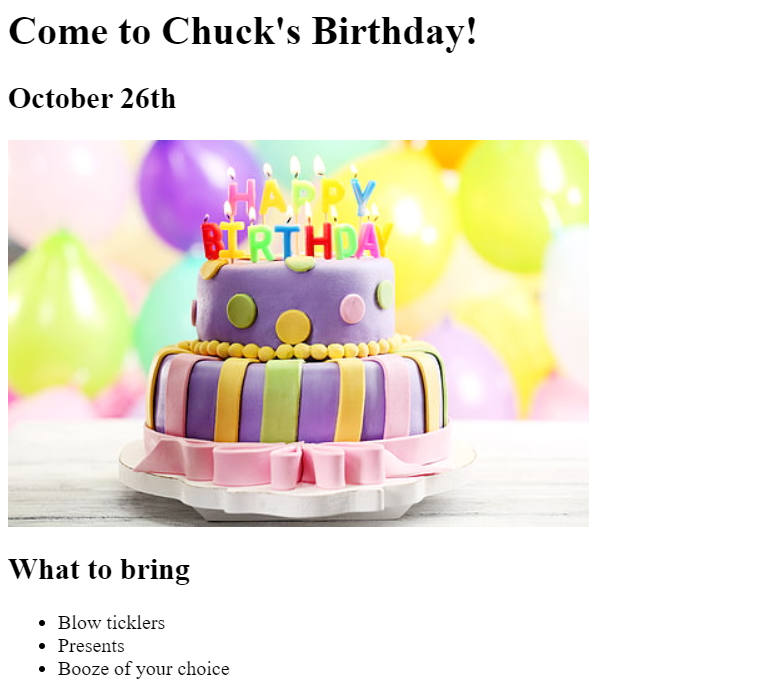 Come to Chuck's Birthday!
October 26th
HAPPY
BIRTHDAY
What to bring
Blow ticklers
Presents
Booze of your choice